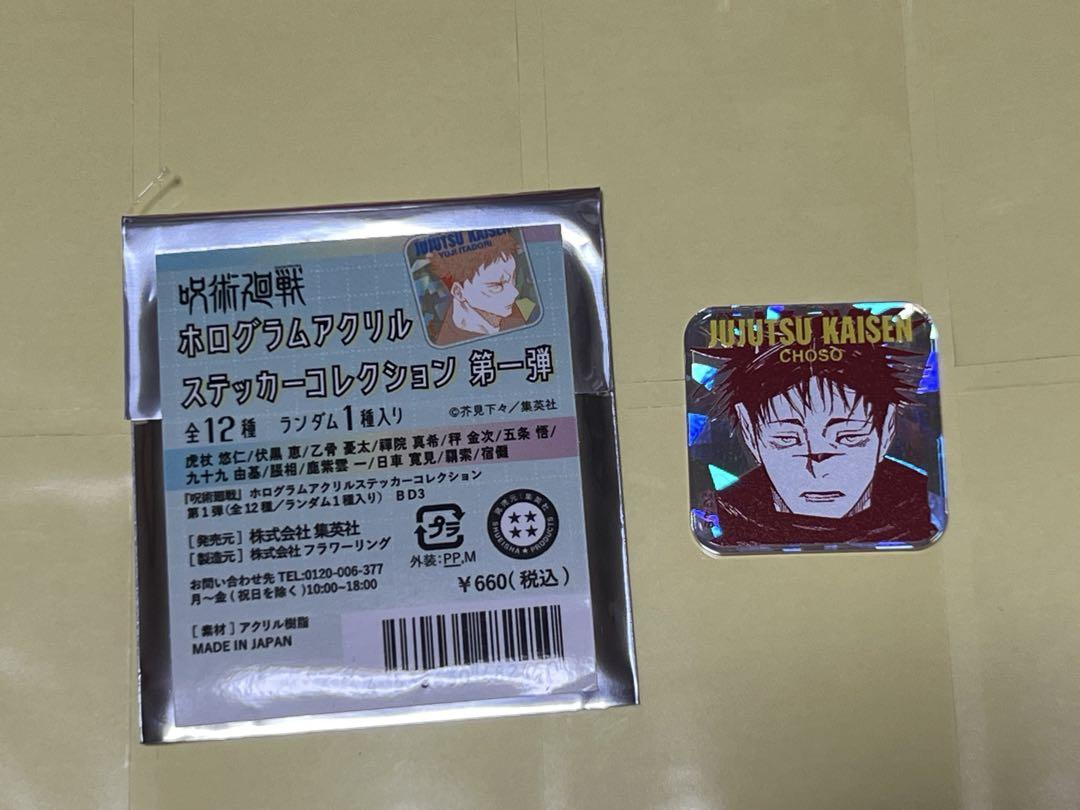 JUJUTSU KAISEN
YUJI ITADORI
呪術廻戦
ホログラムアクリル
ステッカーコレクション 第一弾
全12種 ランダム1種入り
©芥見下々/集英社
虎杖 悠仁/伏黒 恵/乙骨 憂太/禪院 真希/秤 金次/五条 悟/
九十九 由基/脹相/鹿紫雲 一/日車 寛見/羂索/宿儺
『呪術廻戦』ホログラムアクリルステッカーコレクション
第1弾(全12種/ランダム1種入り) BD3
[発売元] 株式会社 集英社
[製造元] 株式会社 フラワーリング
お問い合わせ先 TEL:0120-006-377
月〜金(祝日を除く)10:00~18:00
プラ
外装:PP,M
発売元 集英社
SHUEISHA PRODUCTS
¥660(税込)
[素材] アクリル樹脂
MADE IN JAPAN
JUJUTSU KAISEN
CHOSO